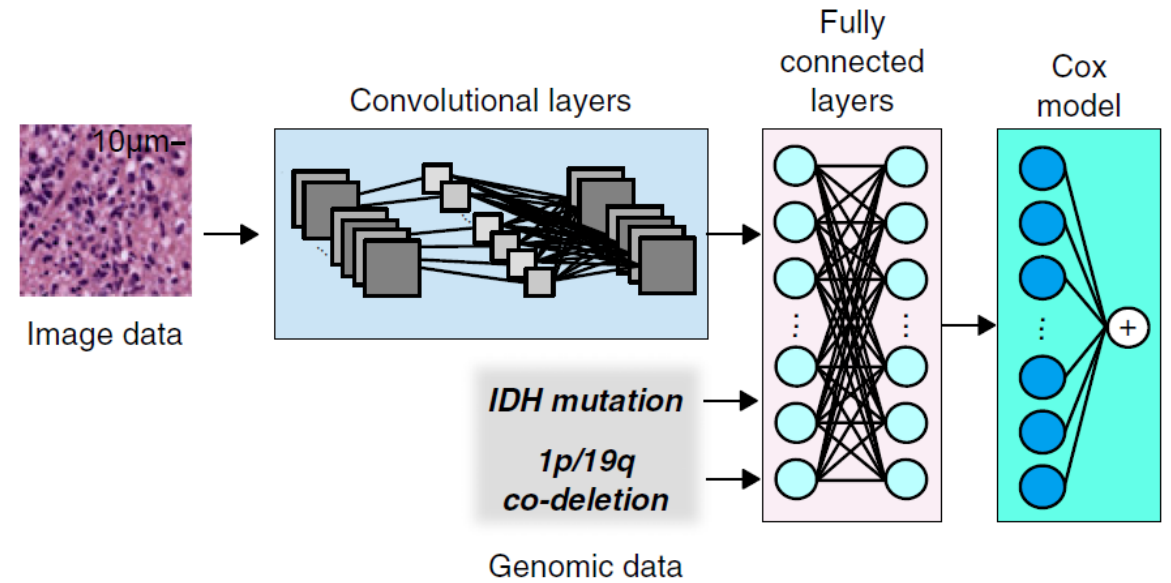 Fully
connected
layers
Cox
model
Convolutional layers
10μm
Image data
IDH mutation
1p/19q
co-deletion
Genomic data
+